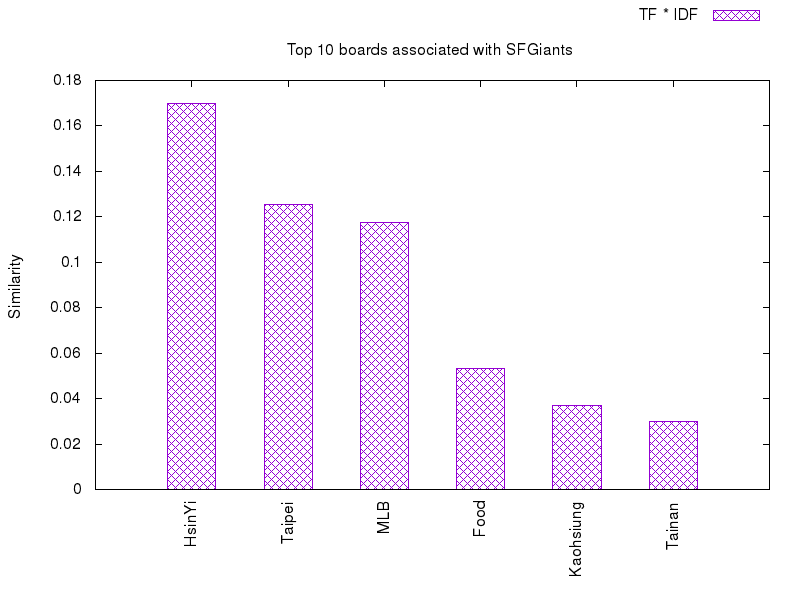 TF * IDF
Top 10 boards associated with SFGiants
0.18
0.16
0.14
0.12
0.1
0.08
0.06
0.04
0.02
0
Similarity
HsinYi
Taipei
MLB
Food
Kaohsiung
Tainan